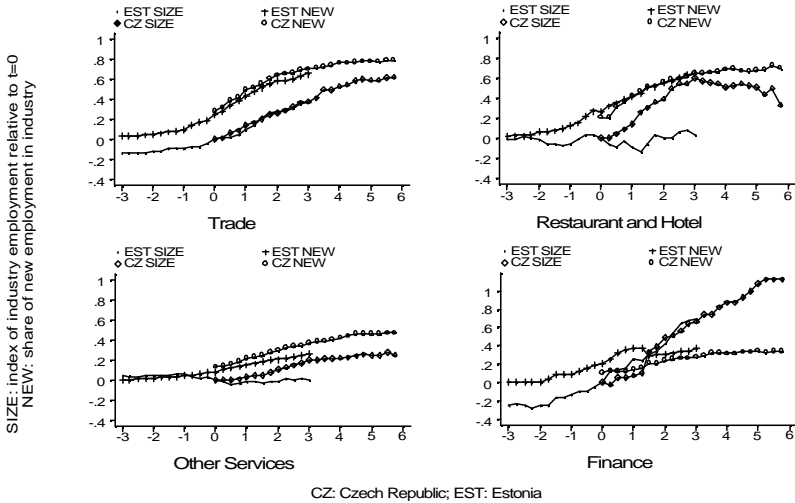 SIZE: index of industry employment relative to t=0
NEW: share of new employment in industry
EST SIZE
EST NEW
CZ SIZE
CZ NEW
1
.8
.6
.4
.2
0
-.2
-.4
-3 -2 -1 0 1 2 3 4 5 6
Trade
EST SIZE
EST NEW
CZ SIZE
CZ NEW
1
.8
.6
.4
.2
0
-.2
-.4
-3 -2 -1 0 1 2 3 4 5 6
Restaurant and Hotel
EST SIZE
EST NEW
CZ SIZE
CZ NEW
1
.8
.6
.4
.2
0
-.2
-.4
-3 -2 -1 0 1 2 3 4 5 6
Other Services
EST SIZE
EST NEW
CZ SIZE
CZ NEW
1
.8
.6
.4
.2
0
-.2
-.4
-3 -2 -1 0 1 2 3 4 5 6
Finance
CZ: Czech Republic; EST: Estonia